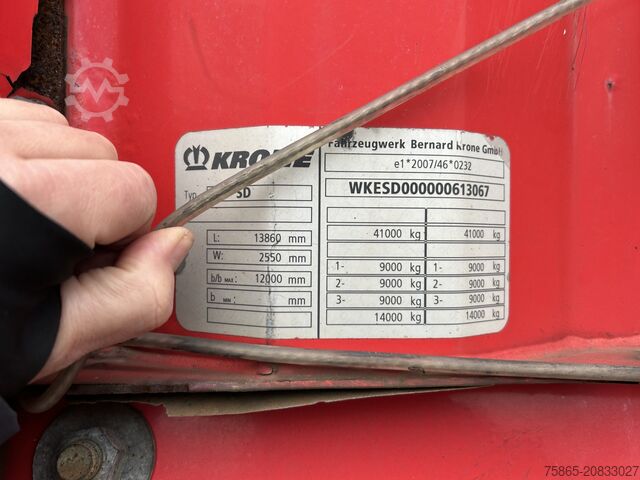 KRONE
Fahrzeugwerk Bernard Krone GmbH
e1*2007/46*0232
Typ SD
WKESD000000613067
L: 13860 mm
W: 2550 mm
b/b MAX: 12000 mm
b MIN: mm
41000 kg 41000 kg
1- 9000 kg 1- 9000 kg
2- 9000 kg 2- 9000 kg
3- 9000 kg 3- 9000 kg
14000 kg 14000 kg
75865-20833027